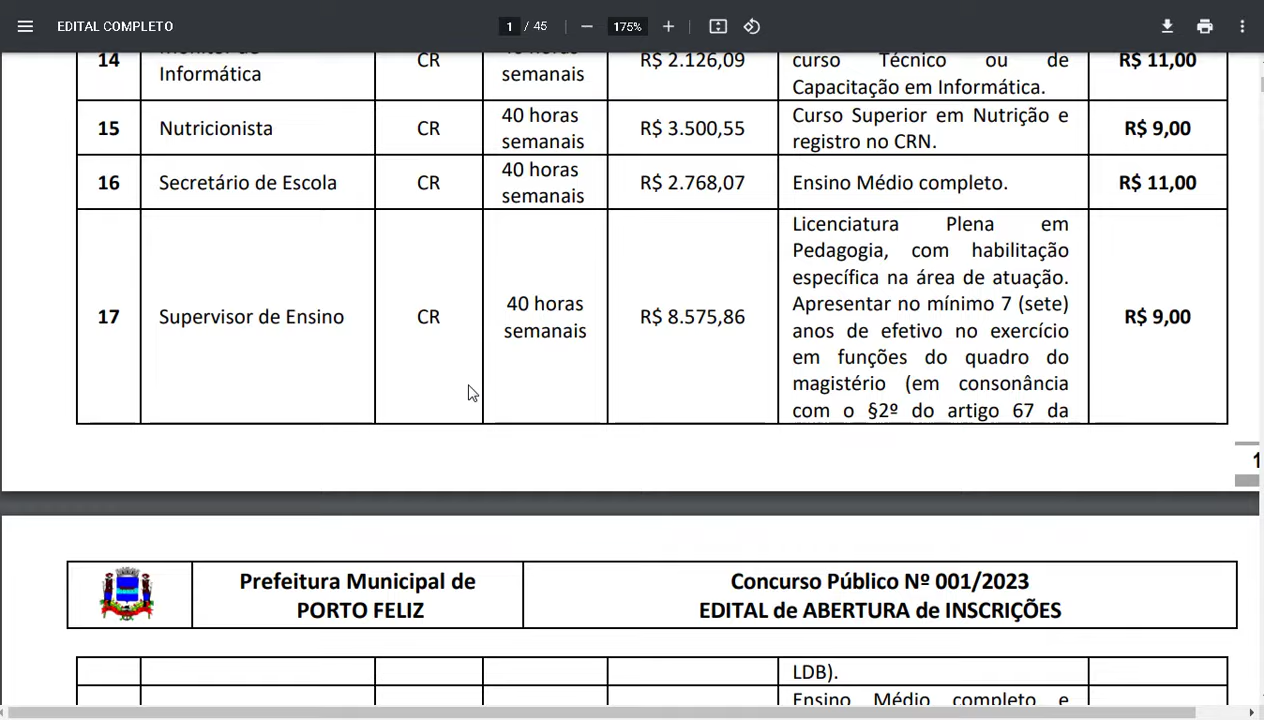 EDITAL COMPLETO
1 / 45
175%
14
Informática
CR
semanais
R$ 2.126,09
curso Técnico ou de
Capacitação em Informática.
R$ 11,00
15
Nutricionista
CR
40 horas
semanais
R$ 3.500,55
Curso Superior em Nutrição e
registro no CRN.
R$ 9,00
16
Secretário de Escola
CR
40 horas
semanais
R$ 2.768,07
Ensino Médio completo.
R$ 11,00
17
Supervisor de Ensino
CR
40 horas
semanais
R$ 8.575,86
Licenciatura Plena em
Pedagogia, com habilitação
específica na área de atuação.
Apresentar no mínimo 7 (sete)
anos de efetivo no exercício
em funções do quadro do
magistério (em consonância
com o §2º do artigo 67 da
R$ 9,00
1
Prefeitura Municipal de
PORTO FELIZ
Concurso Público Nº 001/2023
EDITAL de ABERTURA de INSCRIÇÕES
LDB).
Ensino Médio completo e